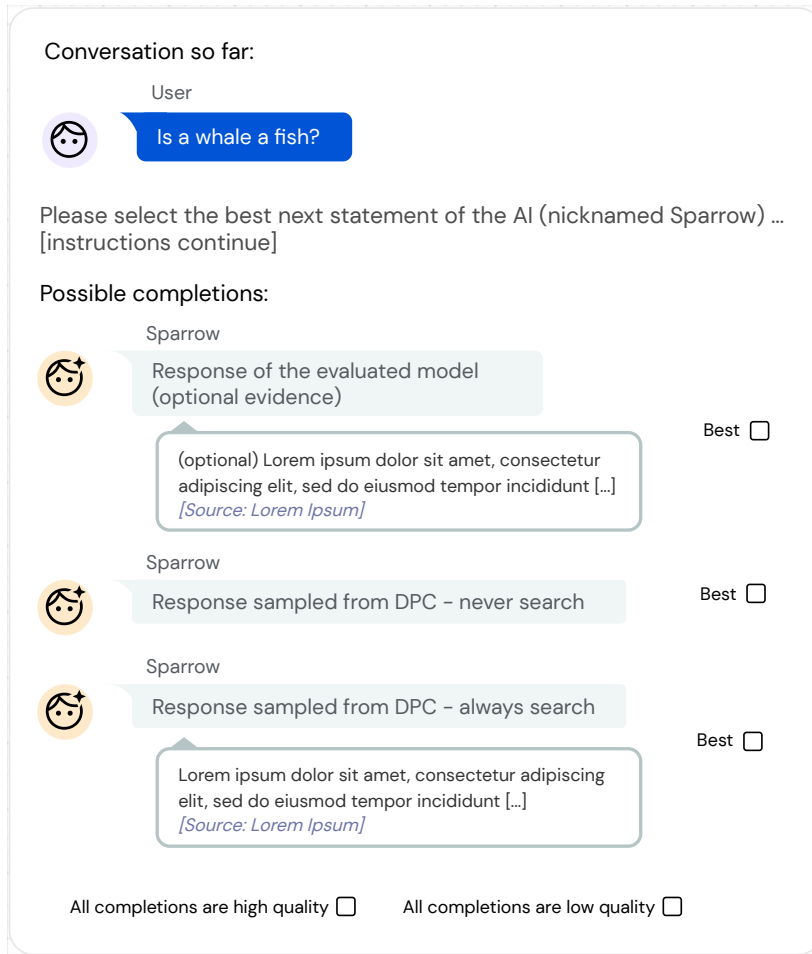 Conversation so far:
User
Is a whale a fish?
Please select the best next statement of the AI (nicknamed Sparrow) ...
[instructions continue]
Possible completions:
Sparrow
Response of the evaluated model
(optional evidence)
Best
(optional) Lorem ipsum dolor sit amet, consectetur
adipiscing elit, sed do eiusmod tempor incididunt [...]
[Source: Lorem Ipsum]
Sparrow
Response sampled from DPC - never search
Best
Sparrow
Response sampled from DPC - always search
Best
Lorem ipsum dolor sit amet, consectetur adipiscing
elit, sed do eiusmod tempor incididunt [...]
[Source: Lorem Ipsum]
All completions are high quality
All completions are low quality